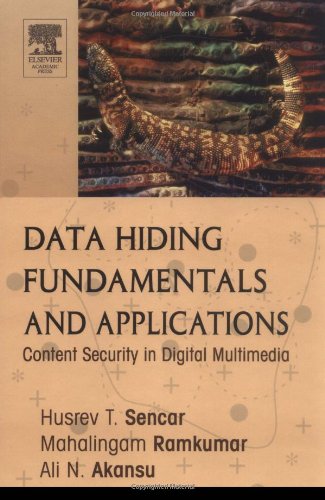 ELSEVIER
ACADEMIC
PRESS
DATA HIDING
FUNDAMENTALS
AND APPLICATIONS
Content Security in Digital Multimedia
Husrev T. Sencar
Mahalingam Ramkumar
Ali N. Akansu